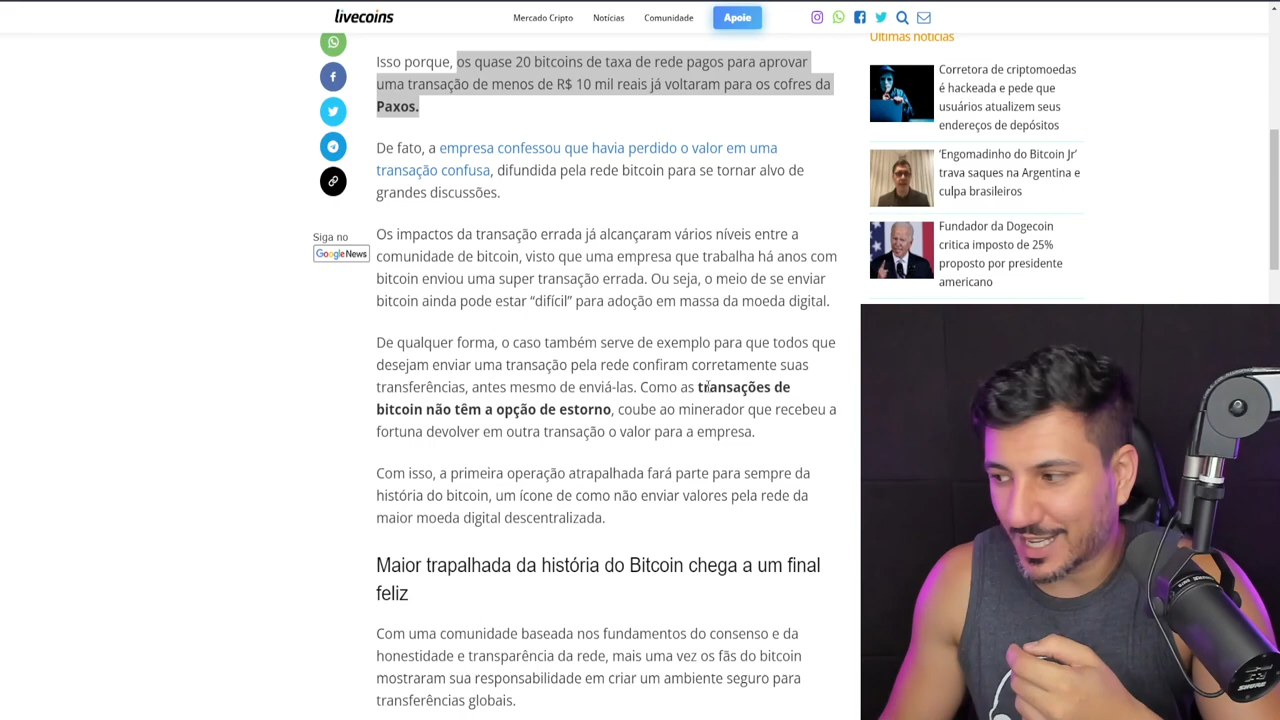 livecoins
Mercado Cripto
Notícias
Comunidade
Apoie
Isso porque, os quase 20 bitcoins de taxa de rede pagos para aprovar
uma transação de menos de R$ 10 mil reais já voltaram para os cofres da
Paxos.
De fato, a empresa confessou que havia perdido o valor em uma
transação confusa, difundida pela rede bitcoin para se tornar alvo de
grandes discussões.
Siga no
Google News
Os impactos da transação errada já alcançaram vários níveis entre a
comunidade de bitcoin, visto que uma empresa que trabalha há anos com
bitcoin enviou uma super transação errada. Ou seja, o meio de se enviar
bitcoin ainda pode estar “difícil” para adoção em massa da moeda digital.
De qualquer forma, o caso também serve de exemplo para que todos que
desejam enviar uma transação pela rede confiram corretamente suas
transferências, antes mesmo de enviá-las. Como as transações de
bitcoin não têm a opção de estorno, coube ao minerador que recebeu a
fortuna devolver em outra transação o valor para a empresa.
Com isso, a primeira operação atrapalhada fará parte para sempre da
história do bitcoin, um ícone de como não enviar valores pela rede da
maior moeda digital descentralizada.
Maior trapalhada da história do Bitcoin chega a um final
feliz
Com uma comunidade baseada nos fundamentos do consenso e da
honestidade e transparência da rede, mais uma vez os fãs do bitcoin
mostraram sua responsabilidade em criar um ambiente seguro para
transferências globais.
Últimas notícias
Corretora de criptomoedas
é hackeada e pede que
usuários atualizem seus
endereços de depósitos
‘Engomadinho do Bitcoin Jr’
trava saques na Argentina e
culpa brasileiros
Fundador da Dogecoin
critica imposto de 25%
proposto por presidente
americano